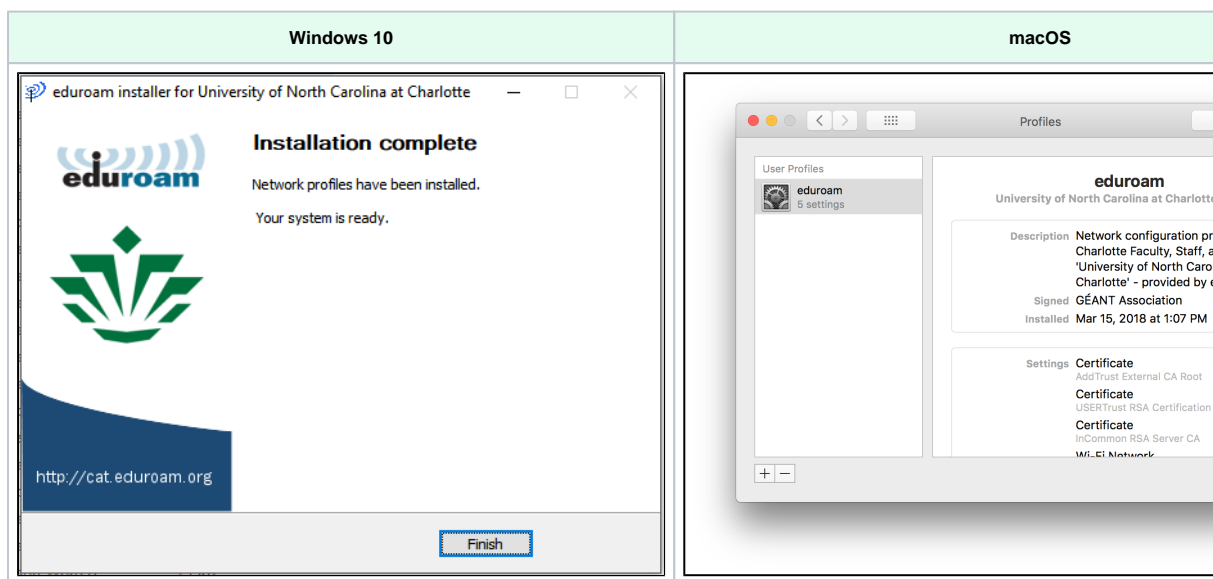 Windows 10
macOS
eduroam installer for University of North Carolina at Charlotte
eduroam
Installation complete
Network profiles have been installed.
Your system is ready.
http://cat.eduroam.org
Finish
Profiles
User Profiles
eduroam
5 settings
eduroam
University of North Carolina at Charlotte
Description Network configuration pr
Charlotte Faculty, Staff, a
'University of North Caro
Charlotte' - provided by e
Signed GÉANT Association
Installed Mar 15, 2018 at 1:07 PM
Settings Certificate
AddTrust External CA Root
Certificate
USERTrust RSA Certification
Certificate
InCommon RSA Server CA
Wi-Fi Network